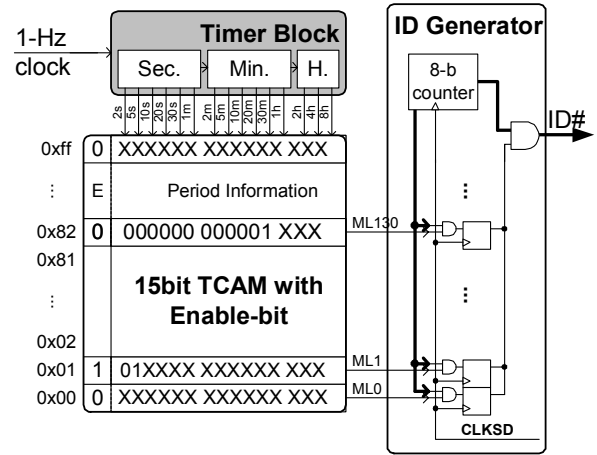 Timer Block
1-Hz
clock
Sec.
Min.
H.
2s
5s
10s
20s
30s
1m
2m
5m
10m
20m
30m
1h
2h
4h
8h
ID Generator
8-b
counter
ID#
0xff 0 XXXXXX XXXXXX XXX
⋮ E Period Information
0x82 0 000000 000001 XXX ML130
0x81
⋮
15bit TCAM with
Enable-bit
0x02
0x01 1 01XXXX XXXXXX XXX ML1
0x00 0 XXXXXX XXXXXX XXX ML0
⋮
⋮
CLKSD